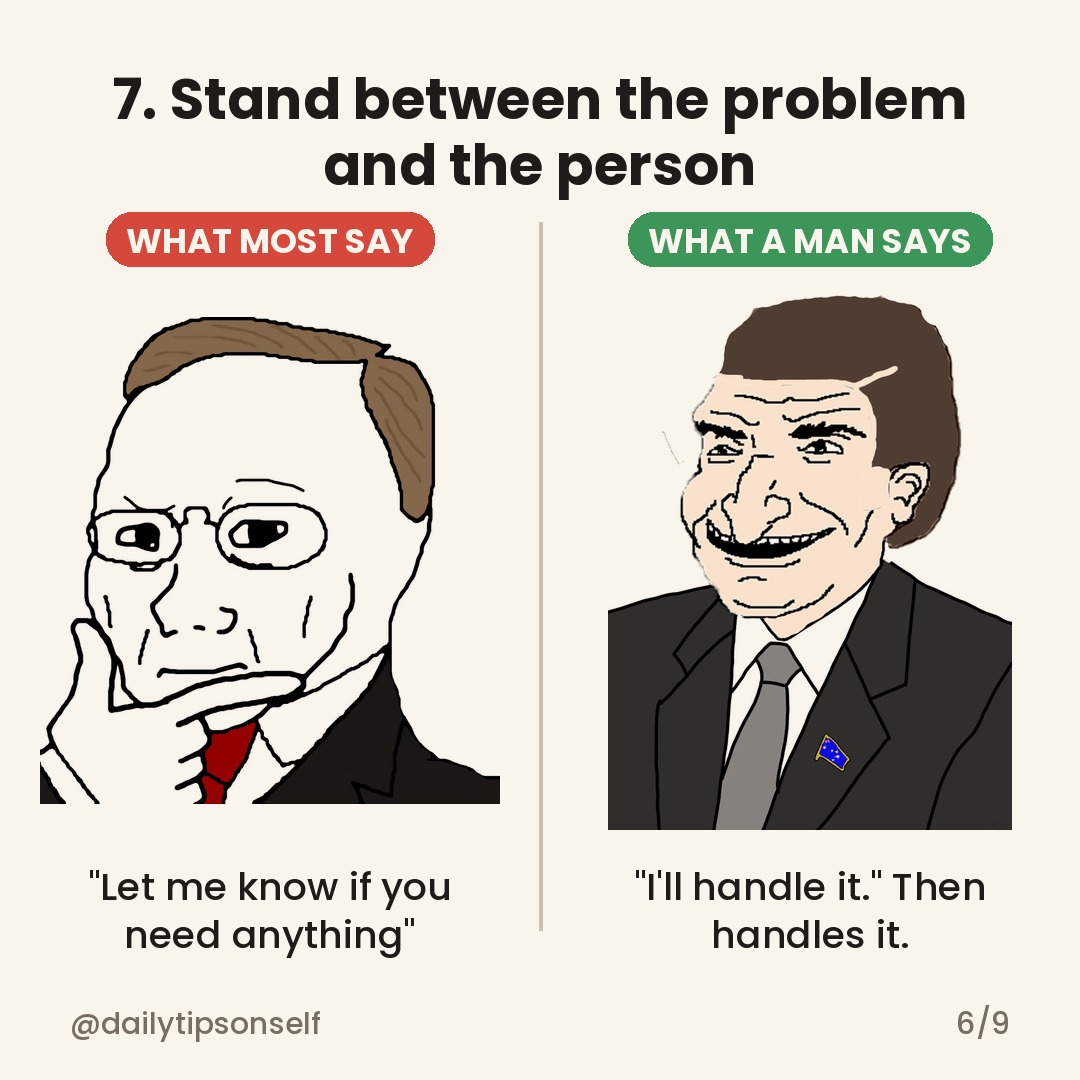 7. Stand between the problem
and the person
WHAT MOST SAY
WHAT A MAN SAYS
"Let me know if you
need anything"
"I'll handle it." Then
handles it.
@dailytipsonself
6/9